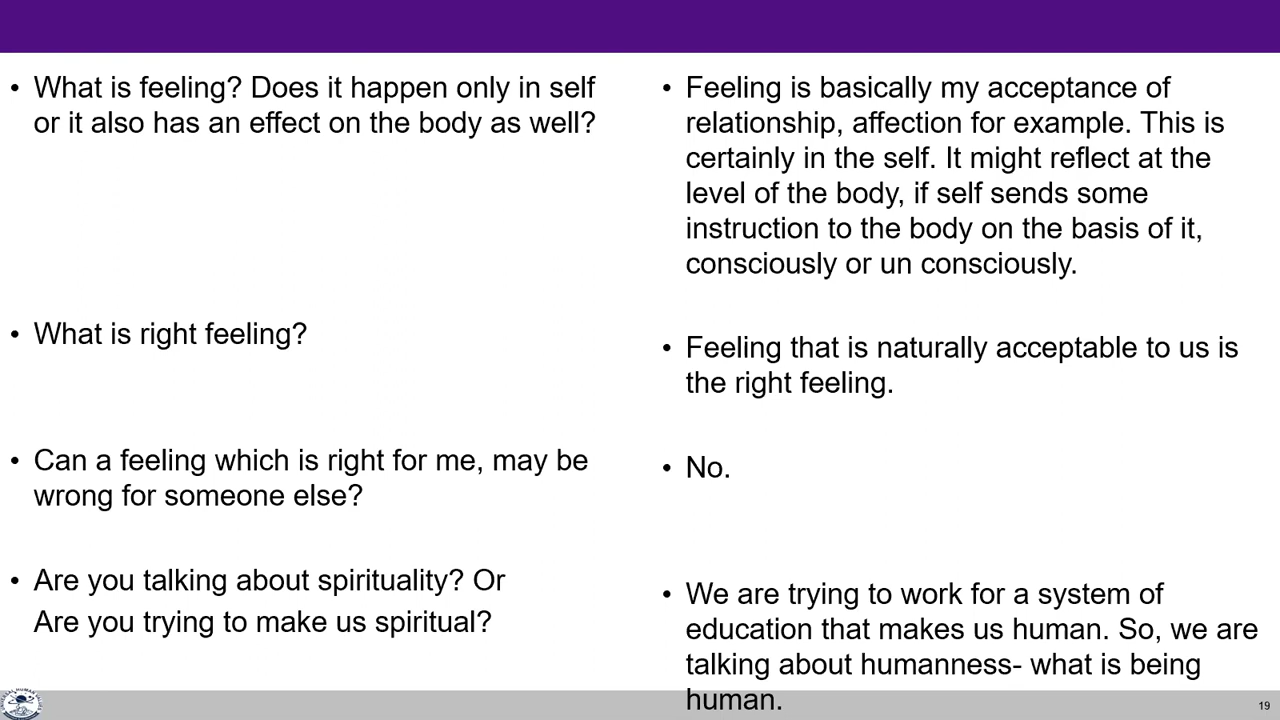 • What is feeling? Does it happen only in self
or it also has an effect on the body as well?
• Feeling is basically my acceptance of
relationship, affection for example. This is
certainly in the self. It might reflect at the
level of the body, if self sends some
instruction to the body on the basis of it,
consciously or un consciously.
• What is right feeling?
• Feeling that is naturally acceptable to us is
the right feeling.
• Can a feeling which is right for me, may be
wrong for someone else?
• No.
• Are you talking about spirituality? Or
Are you trying to make us spiritual?
• We are trying to work for a system of
education that makes us human. So, we are
talking about humanness- what is being
human.
19